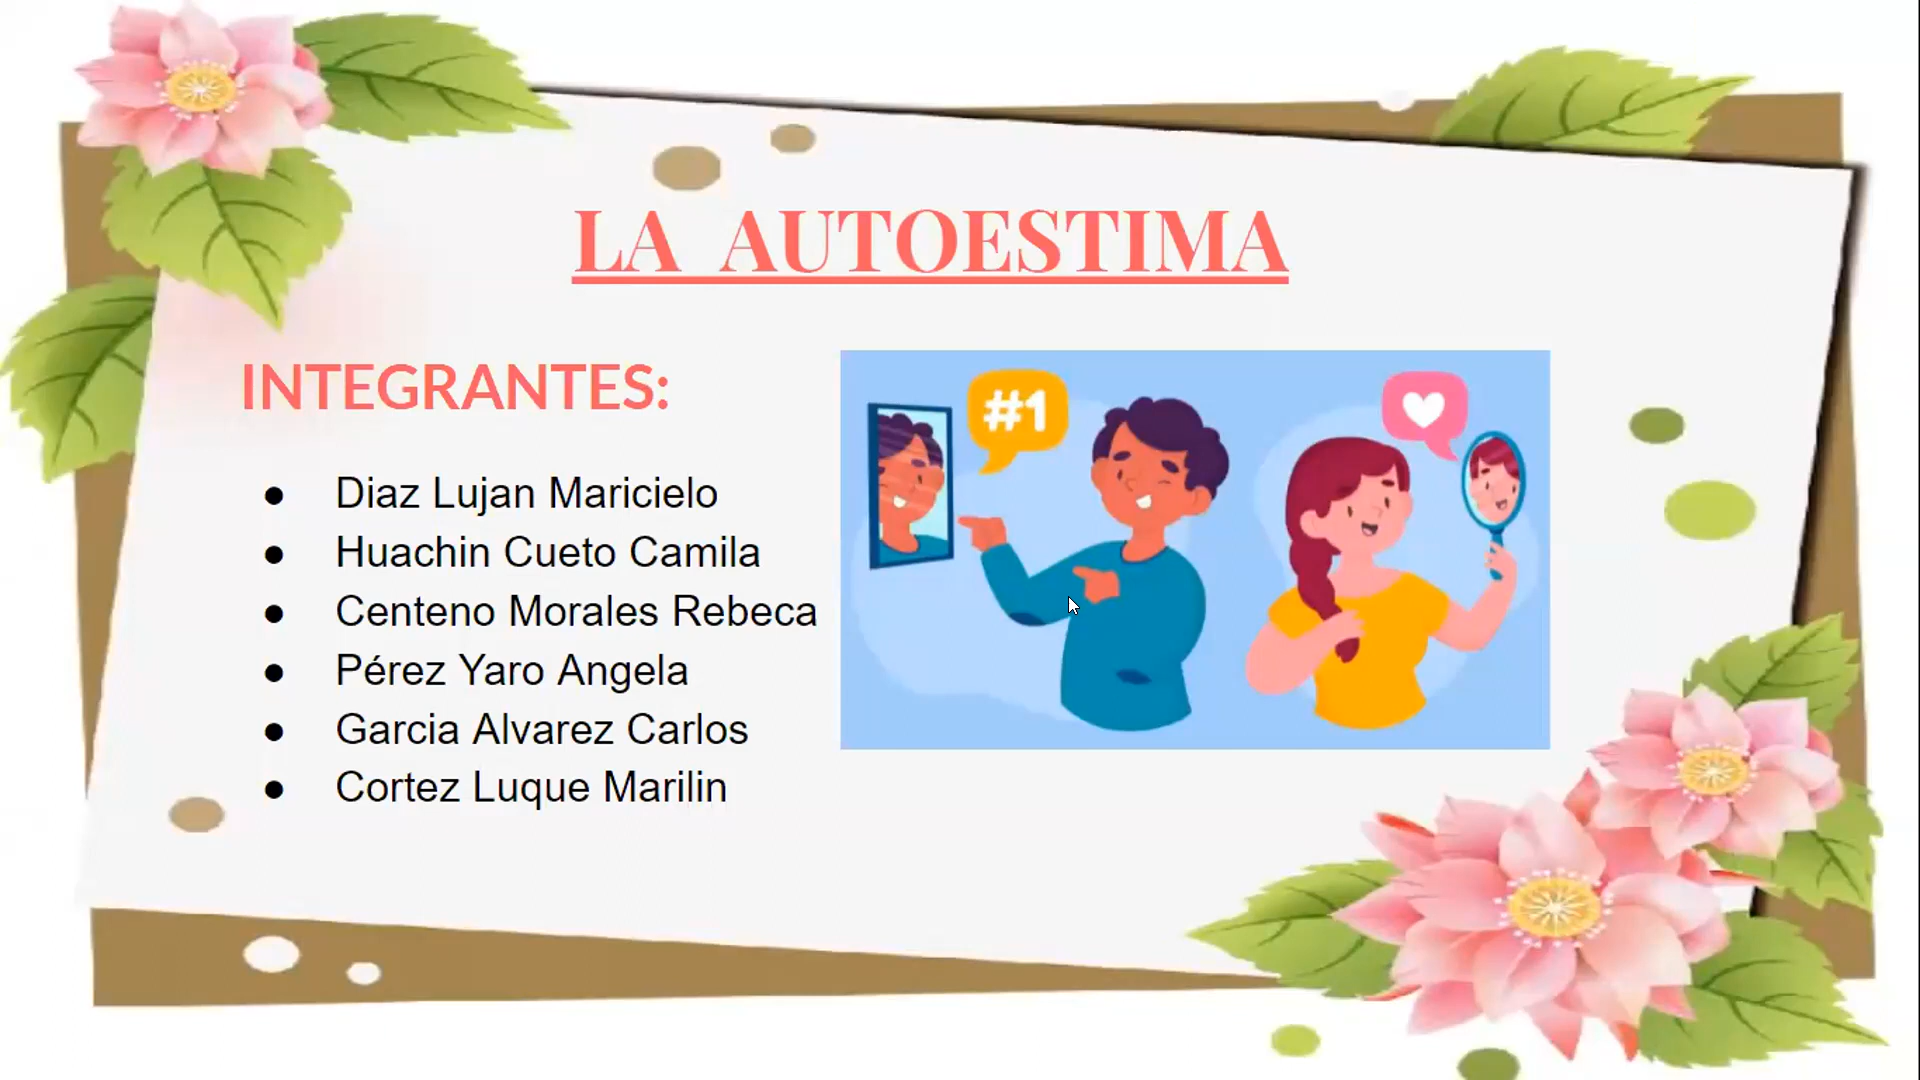 LA AUTOESTIMA
INTEGRANTES:
● Diaz Lujan Maricielo
● Huachin Cueto Camila
● Centeno Morales Rebeca
● Pérez Yaro Angela
● Garcia Alvarez Carlos
● Cortez Luque Marilin
#1